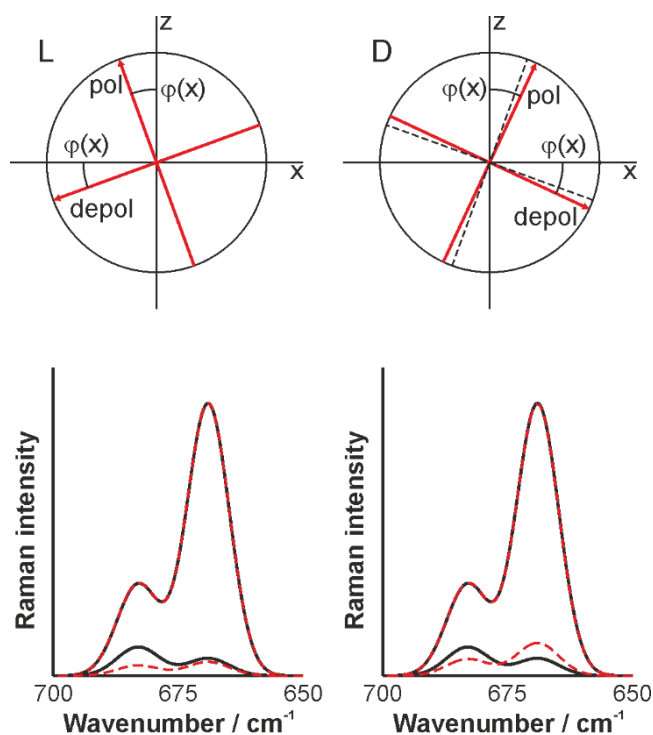 L
z
pol
φ(x)
φ(x)
x
depol
D
z
φ(x)
pol
φ(x)
x
depol
Raman intensity
700
675
650
Wavenumber / cm⁻¹
Raman intensity
700
675
650
Wavenumber / cm⁻¹